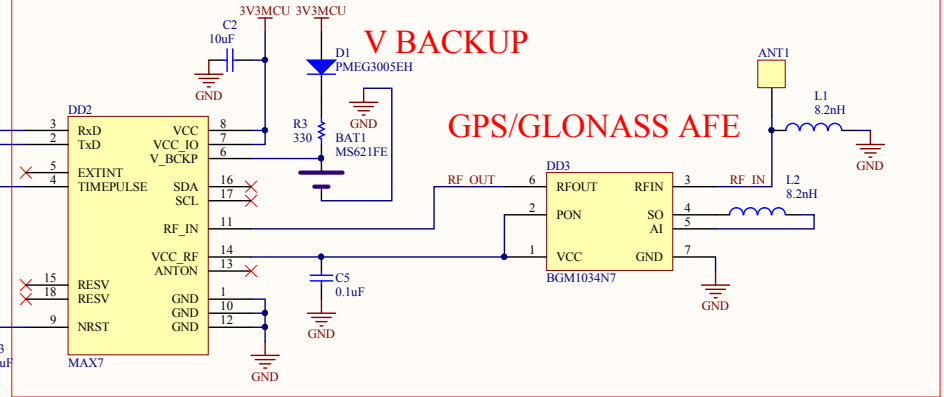 3V3MCU 3V3MCU
C2
10uF
GND
V BACKUP
D1
PMEG3005EH
GND
R3
330
BAT1
MS621FE
GPS/GLONASS AFE
ANT1
L1
8.2nH
GND
DD2
3 RxD VCC 8
2 TxD VCC_IO 7
V_BCKP 6
5 EXTINT
4 TIMEPULSE SDA 16
SCL 17
RF_IN 11
VCC_RF 14
ANTON 13
15 RESV
18 RESV GND 1
GND 10
9 NRST GND 12
MAX7
GND
C5
0.1uF
GND
RF_OUT
DD3
6 RFOUT RFIN 3
RF_IN
2 PON SO 4
AI 5
1 VCC GND 7
BGM1034N7
L2
8.2nH
GND
3
uF